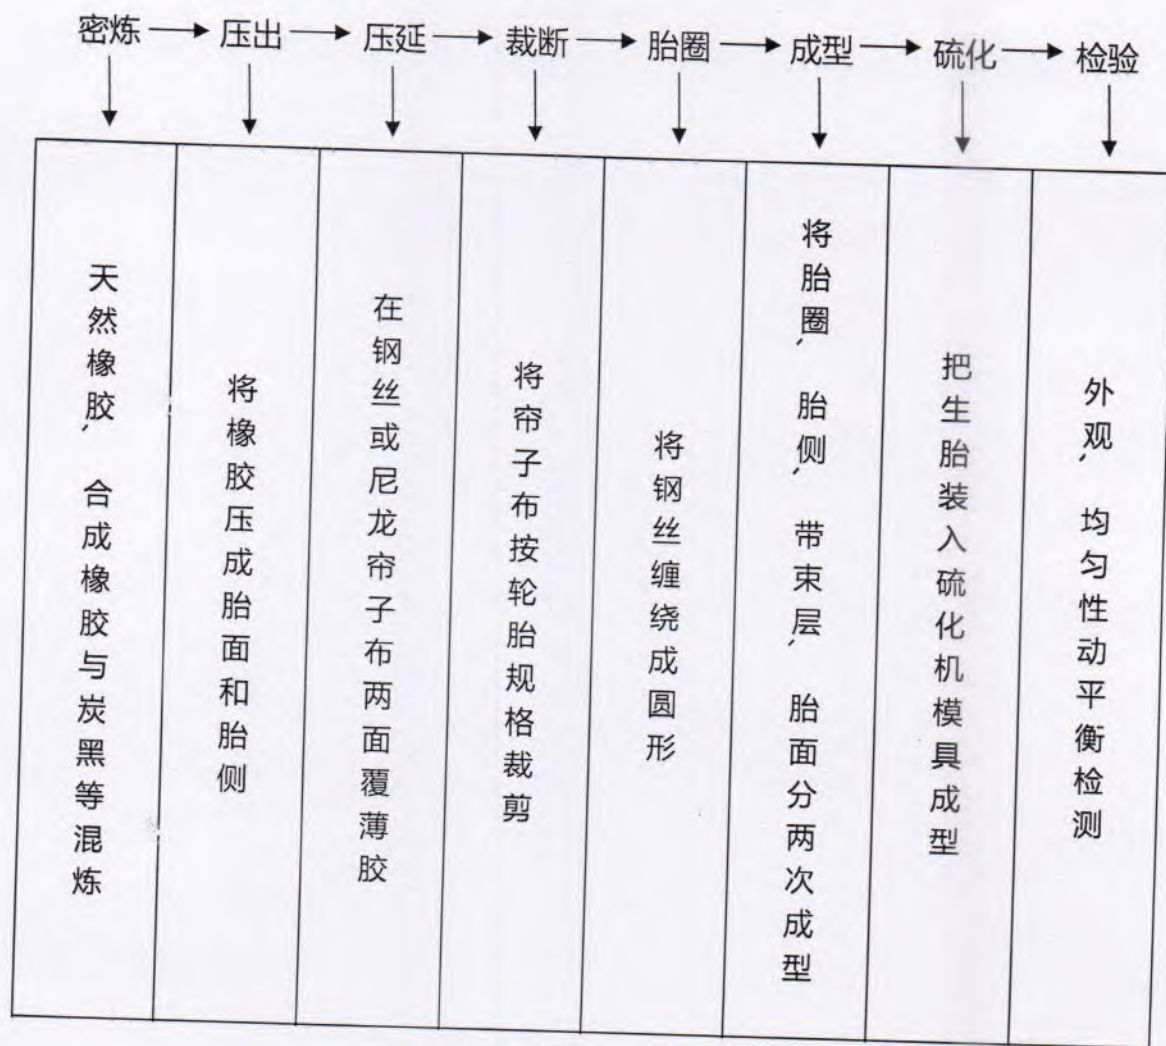 密炼 → 压出 → 压延 → 裁断 → 胎圈 → 成型 → 硫化 → 检验
天然橡胶、合成橡胶与炭黑等混炼
将橡胶压成胎面和胎侧
在钢丝或尼龙帘子布两面覆薄胶
将帘子布按轮胎规格裁剪
将钢丝缠绕成圆形
将胎圈、胎侧、带束层、胎面分两次成型
把生胎装入硫化机模具成型
外观、均匀性动平衡检测